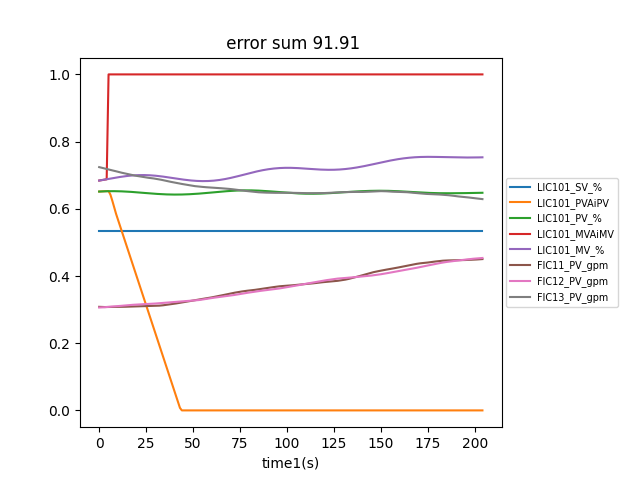 error sum 91.91
1.0
0.8
0.6
0.4
0.2
0.0
0 25 50 75 100 125 150 175 200
time1(s)
LIC101_SV_%
LIC101_PVAiPV
LIC101_PV_%
LIC101_MVAiMV
LIC101_MV_%
FIC11_PV_gpm
FIC12_PV_gpm
FIC13_PV_gpm